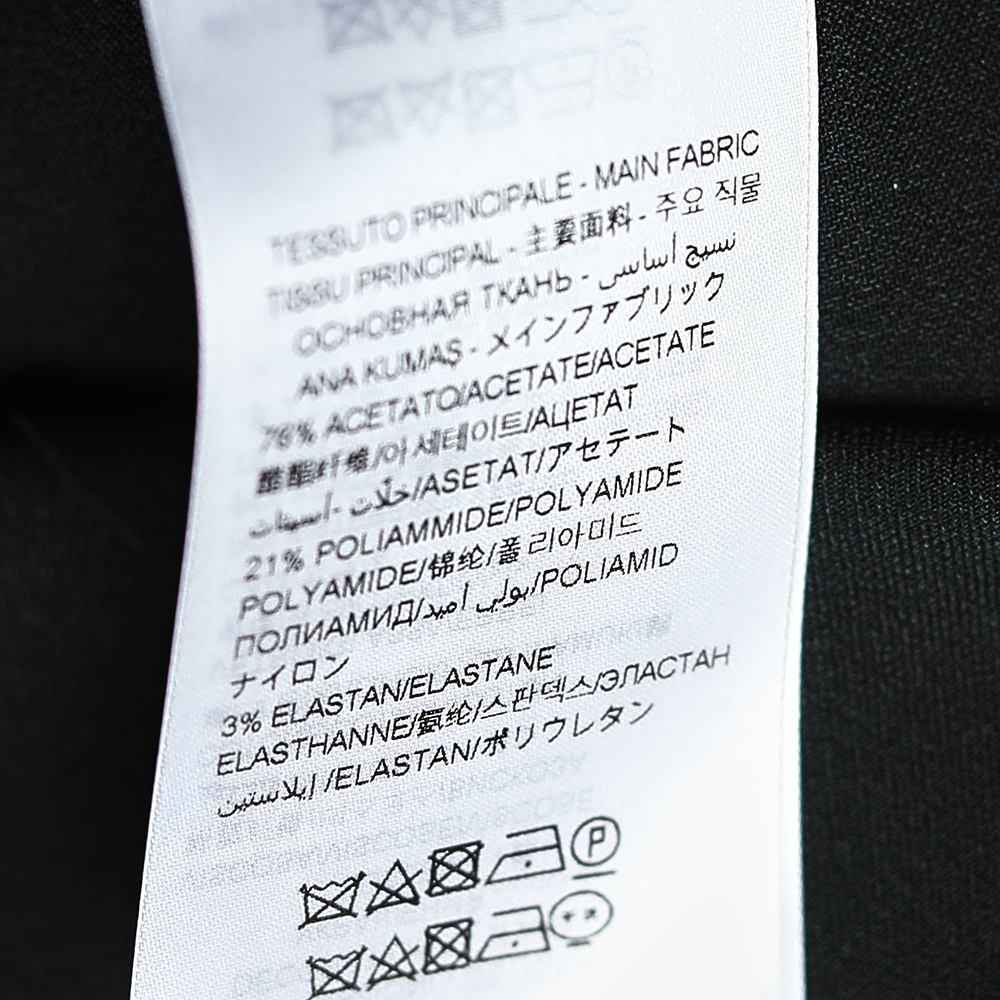 TESSUTO PRINCIPALE - MAIN FABRIC
TISSU PRINCIPAL - 主要面料 - 주요 직물
ОСНОВНАЯ ТКАНЬ - نسيج أساسي
ANA KUMAŞ - メインファブリック
76% ACETATO/ACETATE/ACETATE
醋酯纤维/아세테이트/АЦЕТАТ
خلّات - أسيتات/ASETAT/アセテート
21% POLIAMMIDE/POLYAMIDE
POLYAMIDE/锦纶/폴리아미드
ПОЛИАМИД/بولي أميد/POLIAMID
ナイロン
3% ELASTAN/ELASTANE
ELASTHANNE/氨纶/스판덱스/ЭЛАСТАН
إيلاستين/ELASTAN/ポリウレタン
P